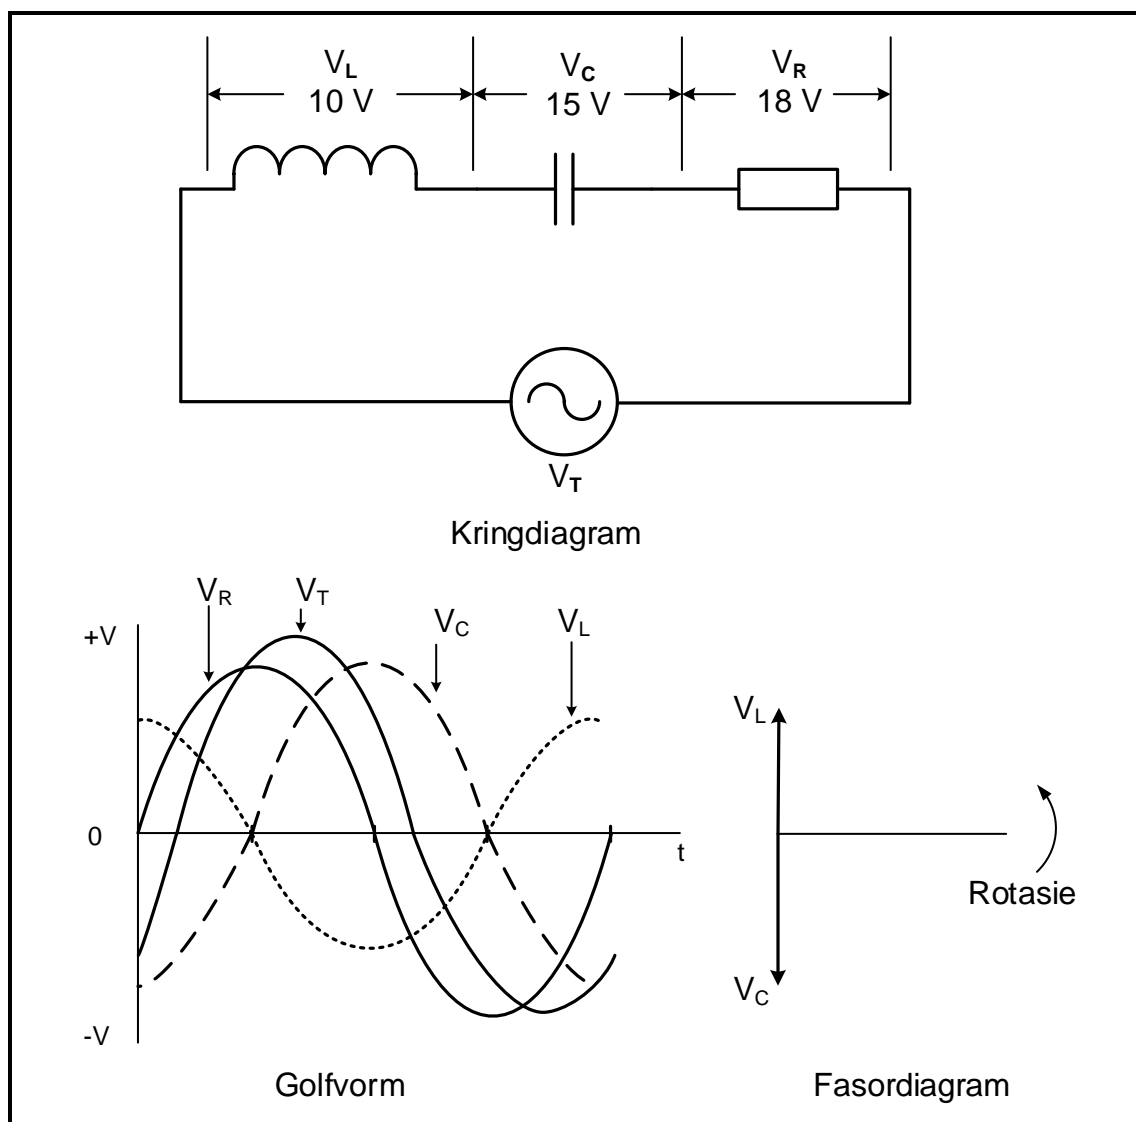 V_L V_C V_R
10 V 15 V 18 V
V_T
Kringdiagram
V_R V_T V_C V_L
+V
0
t
-V
Golfvorm
V_L
Rotasie
V_C
Fasordiagram